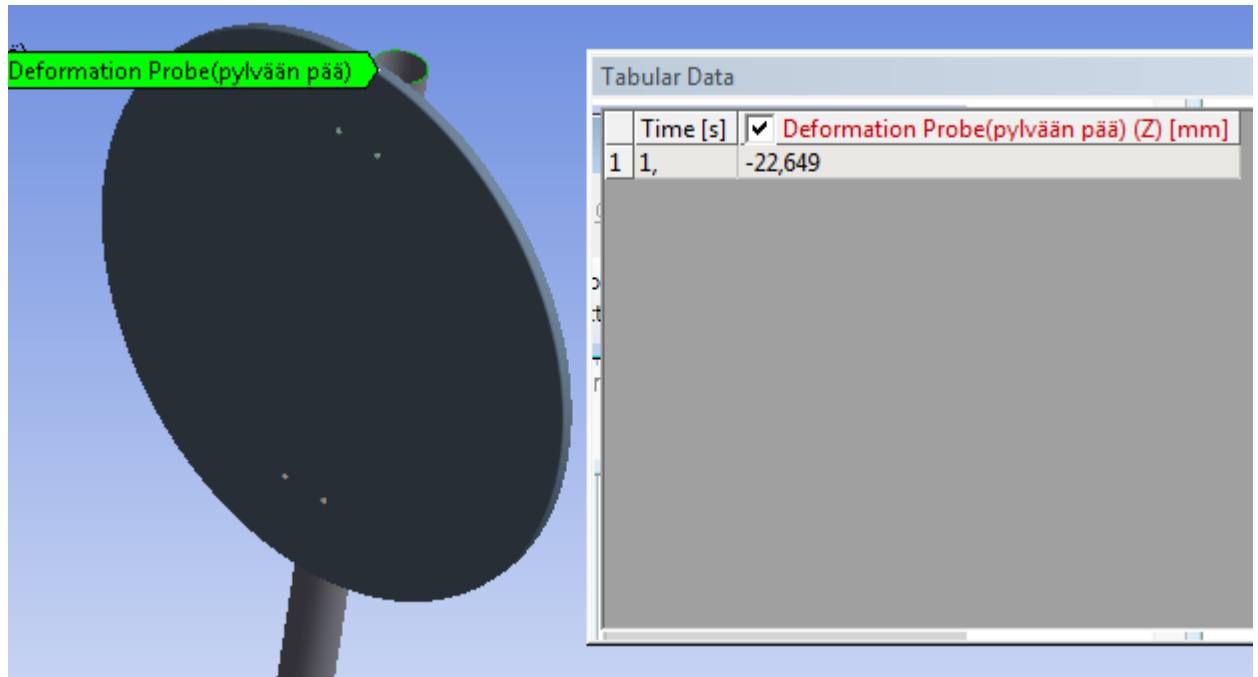 Deformation Probe(pylvään pää)
Tabular Data
Time [s] Deformation Probe(pylvään pää) (Z) [mm]
1 1, -22,649